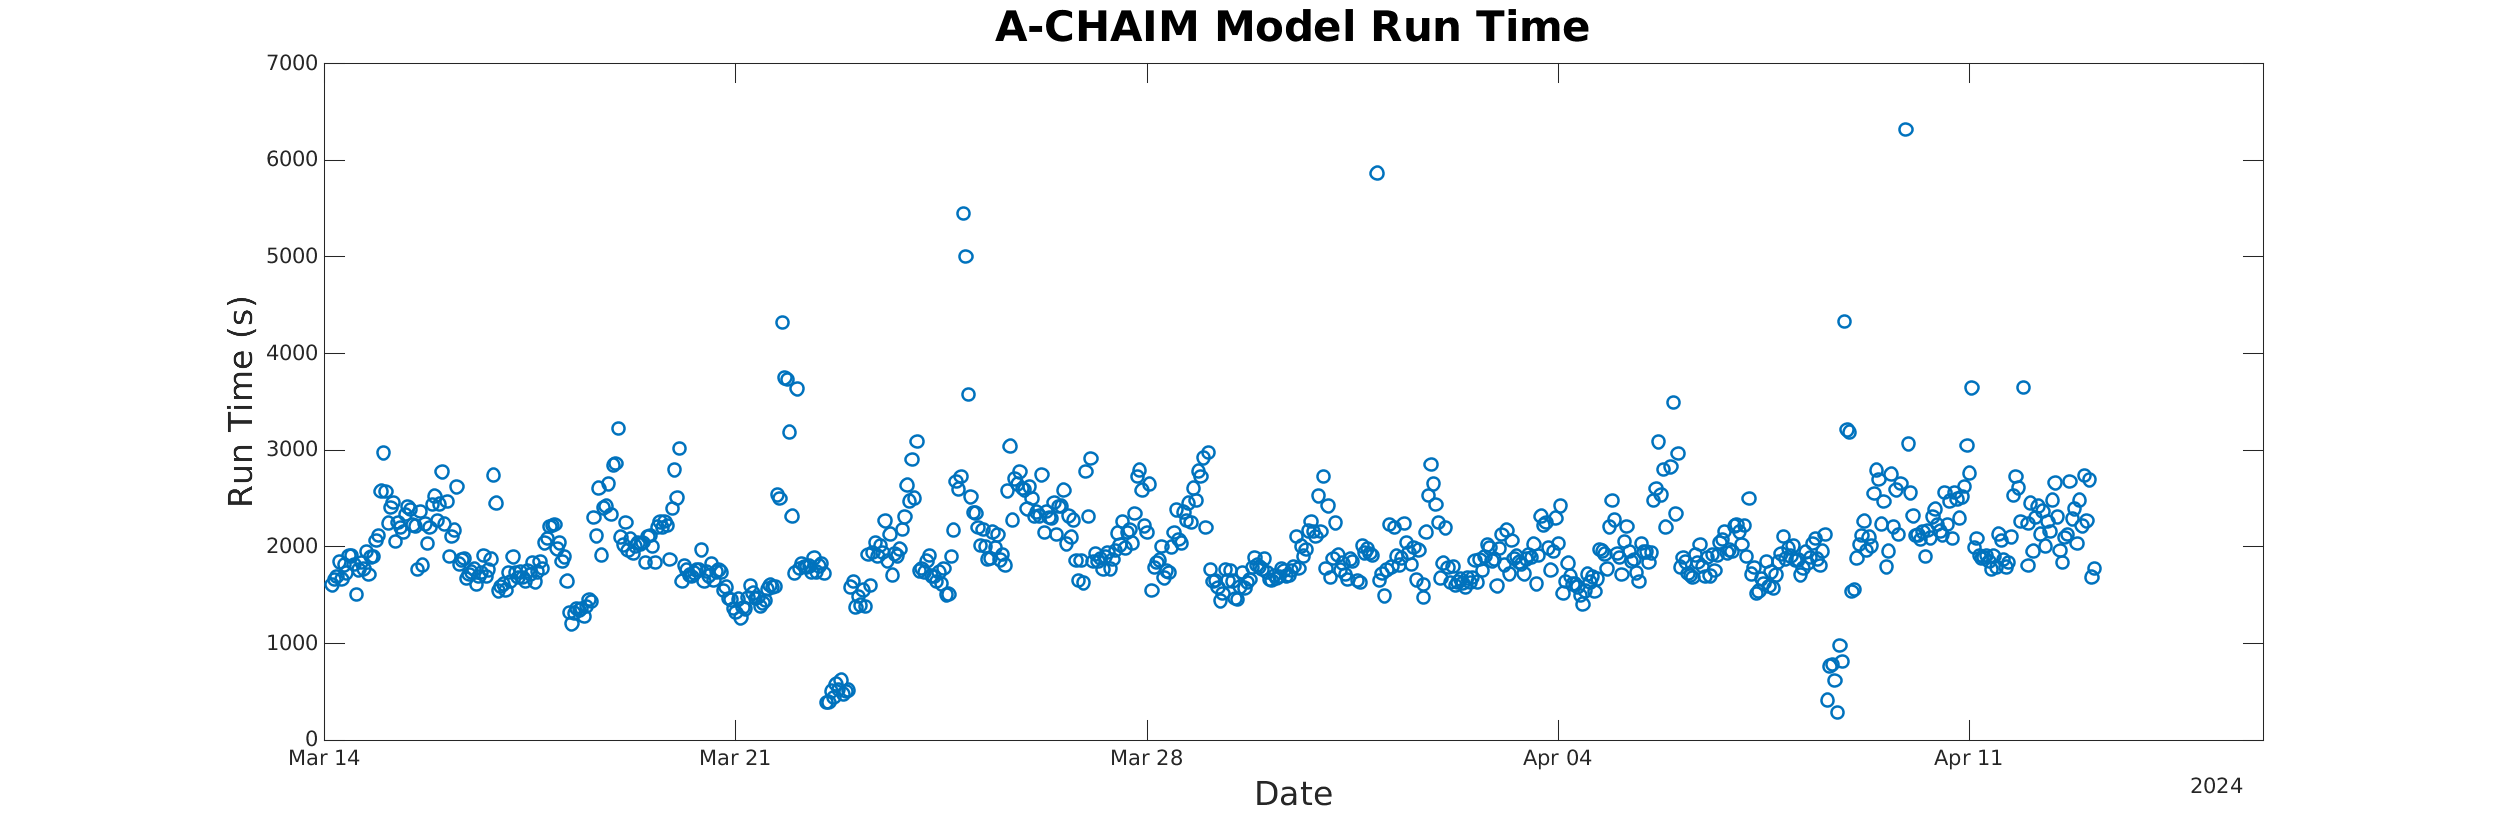 A-CHAIM Model Run Time
7000
6000
5000
4000
3000
2000
1000
0
Run Time (s)
Mar 14
Mar 21
Mar 28
Apr 04
Apr 11
2024
Date